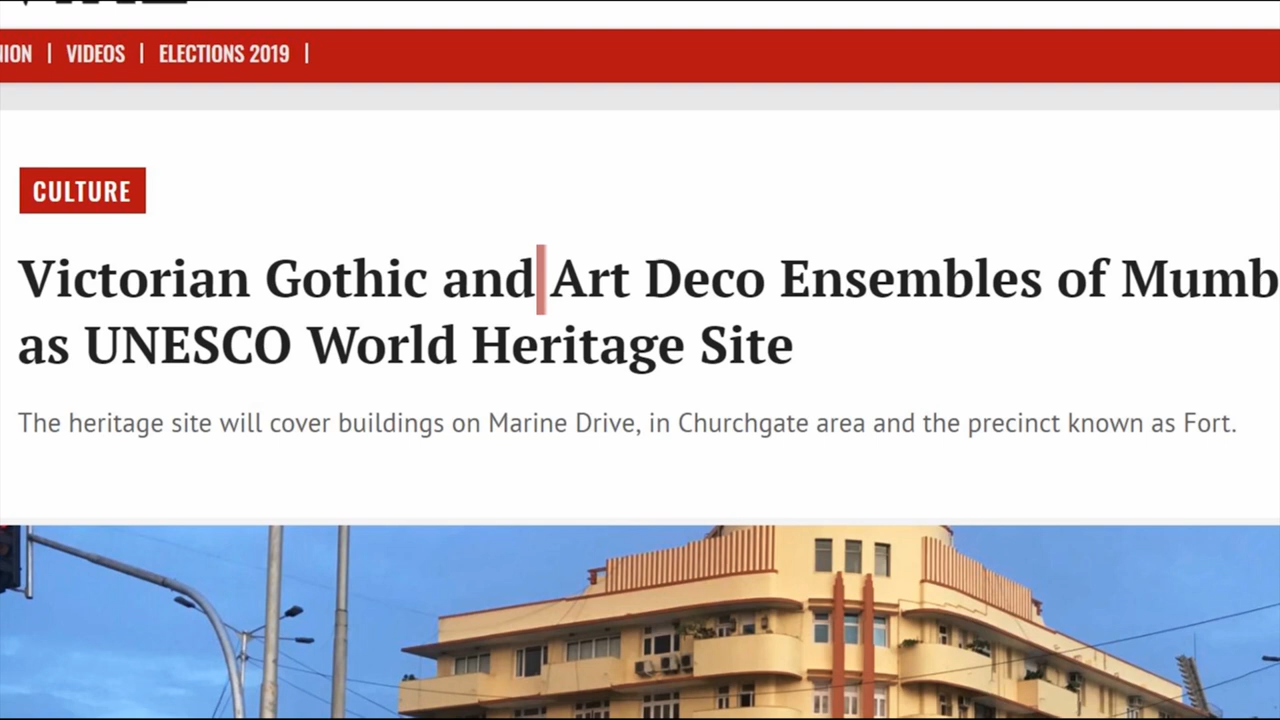 VIDEOS | ELECTIONS 2019 |
CULTURE
Victorian Gothic and Art Deco Ensembles of
as UNESCO World Heritage Site
The heritage site will cover buildings on Marine Drive, in Churchgate area and the precinct known as Fort.